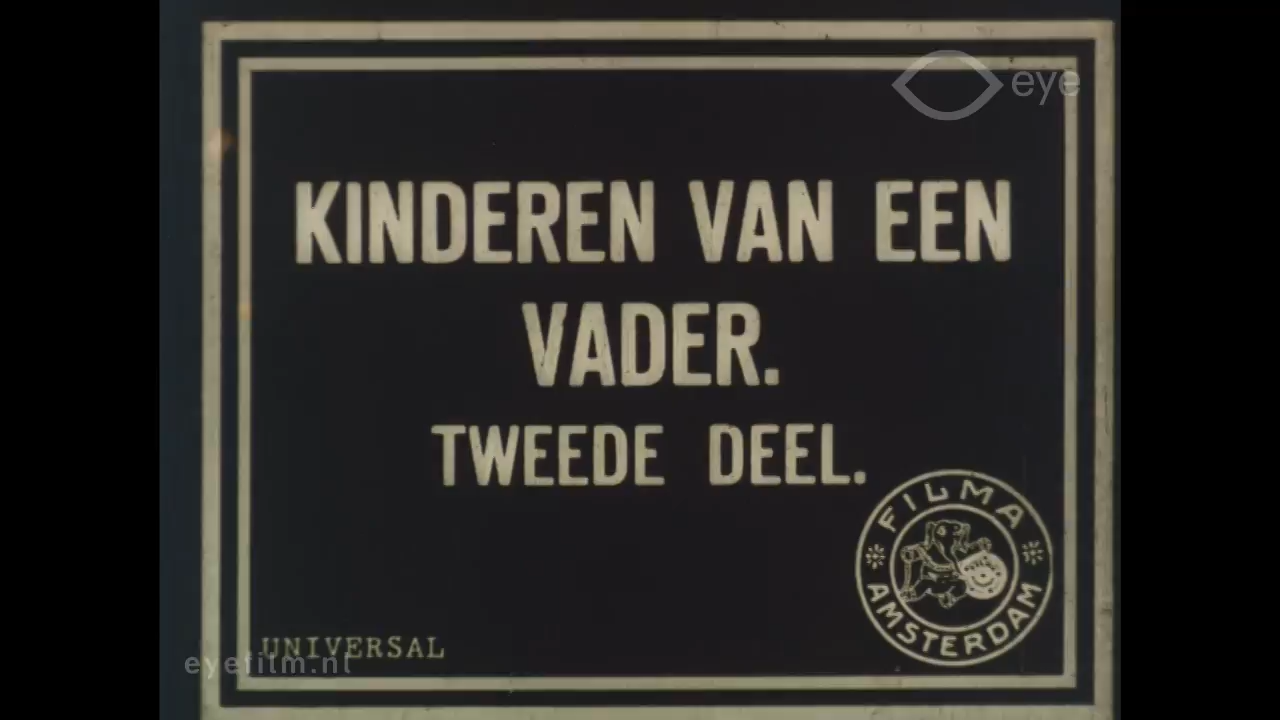 eye
KINDEREN VAN EEN
VADER.
TWEEDE DEEL.
FILMA
AMSTERDAM
UNIVERSAL
eyefilm.nl